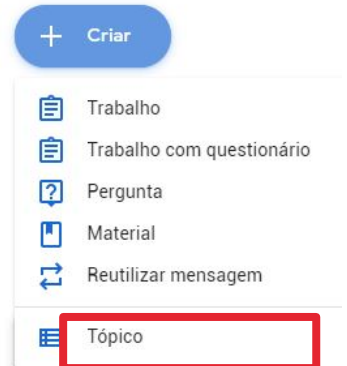 Criar
Trabalho
Trabalho com questionário
Pergunta
Material
Reutilizar mensagem
Tópico